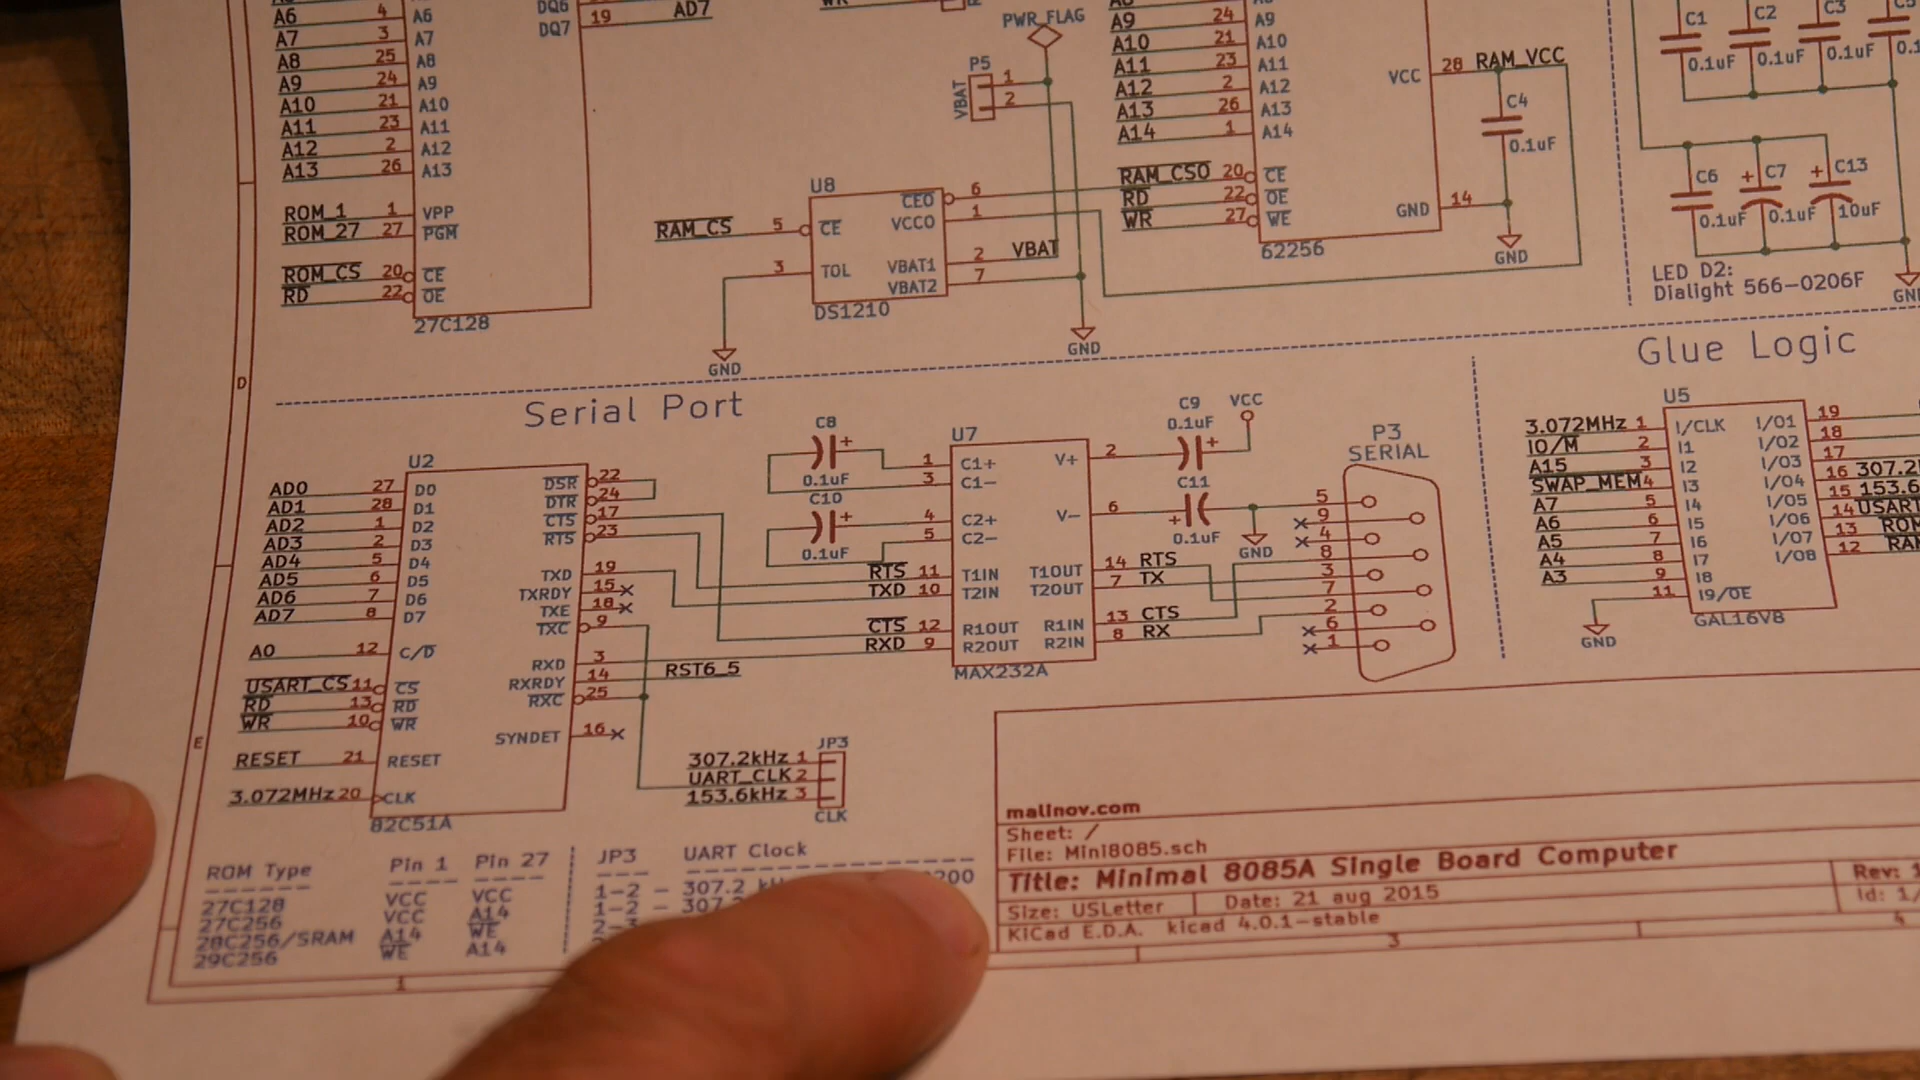 A6 4 A6
A7 3 A7
A8 25 A8
A9 24 A9
A10 21 A10
A11 23 A11
A12 2 A12
A13 26 A13
ROM_1 1 VPP
ROM_27 27 PGM
ROM_CS 20 CE
RD 22 OE
27C128
DQ6
DQ7 19 AD7
PWR_FLAG
P5
VBAT
1
2
U8
RAM_CS 5 CE
3 TOL
CEO 6
VCCO 1
VBAT1 2 VBAT
VBAT2 7
DS1210
GND
GND
A9 24 A9
A10 21 A10
A11 23 A11
A12 2 A12
A13 26 A13
A14 1 A14
RAM_CSO 20 CE
RD 22 OE
WR 27 WE
VCC 28 RAM_VCC
GND 14
62256
C4
0.1uF
GND
C1
0.1uF
C2
0.1uF
C3
0.1uF
C6
0.1uF
+ C7
0.1uF
+ C13
10uF
LED D2:
Dialight 566-0206F
D
Serial Port
U2
AD0 27 D0
AD1 28 D1
AD2 1 D2
AD3 2 D3
AD4 5 D4
AD5 6 D5
AD6 7 D6
AD7 8 D7
A0 12 C/D
USART_CS 11 CS
RD 13 RD
WR 10 WR
RESET 21 RESET
3.072MHz 20 CLK
82C51A
DSR 22
DTR 24
CTS 17
RTS 23
TXD 19
TXRDY 15
TXE 18
TXC 9
RXD 3
RXRDY 14 RST6_5
RXC 25
SYNDET 16
C8
+
0.1uF
C10
+
0.1uF
U7
1 C1+
3 C1-
4 C2+
5 C2-
RTS 11 T1IN
TXD 10 T2IN
CTS 12 R1OUT
RXD 9 R2OUT
V+ 2
V- 6
T1OUT 14 RTS
T2OUT 7 TX
R1IN 13 CTS
R2IN 8 RX
MAX232A
C9
0.1uF
+
VCC
C11
+
0.1uF
GND
P3
SERIAL
5
9
4
8
3
7
2
6
1
JP3
307.2kHz 1
UART_CLK 2
153.6kHz 3
CLK
Glue Logic
U5
3.072MHz 1 I/CLK
IO/M 2 I1
A15 3 I2
SWAP_MEM 4 I3
A7 5 I4
A6 6 I5
A5 7 I6
A4 8 I7
A3 9 I8
11 I9/OE
I/O1 19
I/O2 18
I/O3 17
I/O4 16
I/O5 15
I/O6 14
I/O7 13
I/O8 12
GAL16V8
GND
E
ROM Type Pin 1 Pin 27
27C128 VCC VCC
27C256 VCC A14
28C256/SRAM A14 WE
29C256 WE A14
JP3 UART Clock
1-2 - 307.2
1-2 - 307
malinov.com
Sheet: /
File: Mini8085.sch
Title: Minimal 8085A Single Board Computer
Size: USLetter Date: 21 aug 2015
KiCad E.D.A. kicad 4.0.1-stable
Rev:
Id:
1
3
4